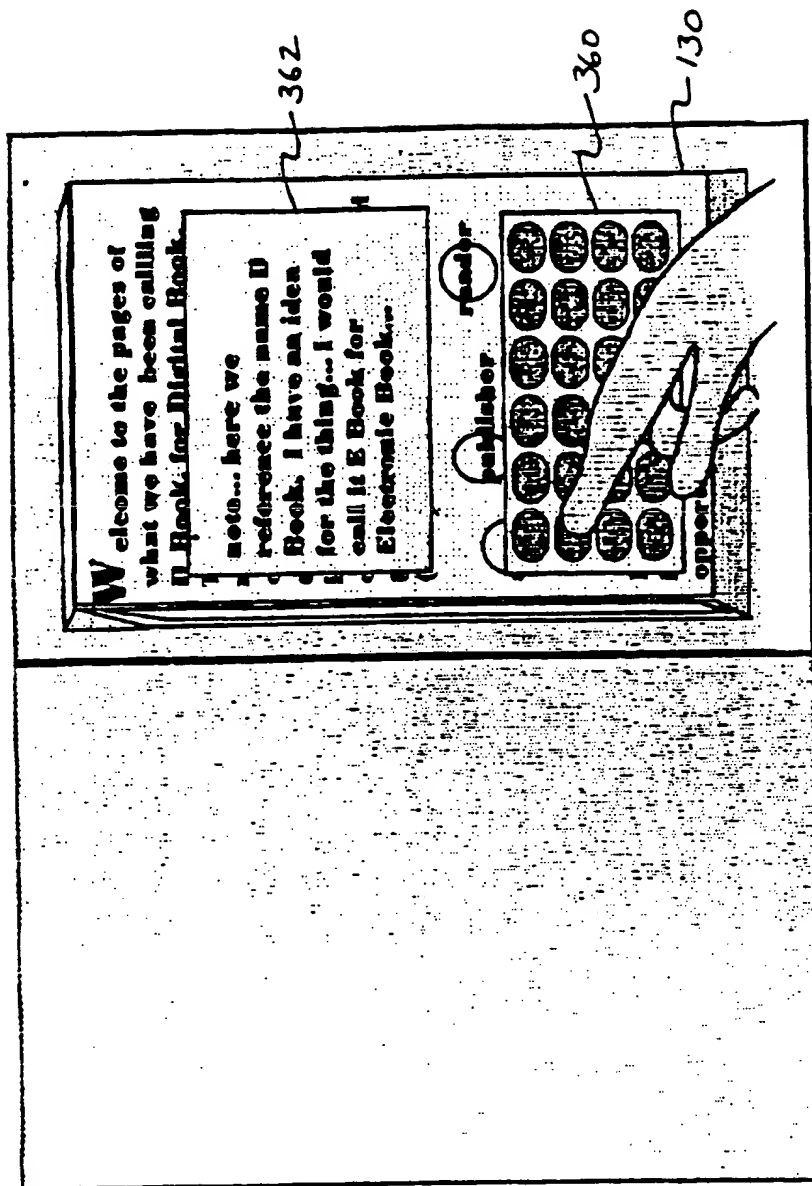 Welcome to the pages of
what we have been calling
D Book for Digital Book.
note... here we
reference the name D
Book. I have an idea
for the thing... I would
call it E Book for
Electronic Book...
publisher reader
oppor
362
360
130